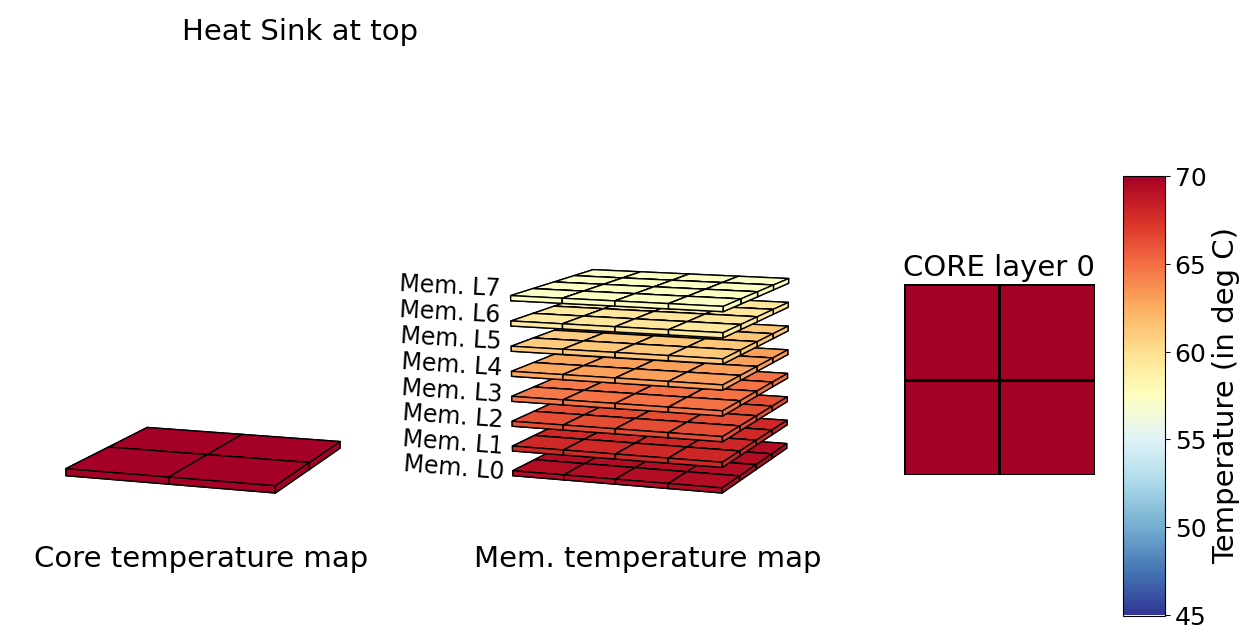 Heat Sink at top
Mem. L7
Mem. L6
Mem. L5
Mem. L4
Mem. L3
Mem. L2
Mem. L1
Mem. L0
Core temperature map
Mem. temperature map
CORE layer 0
70
65
60
55
50
45
Temperature (in deg C)